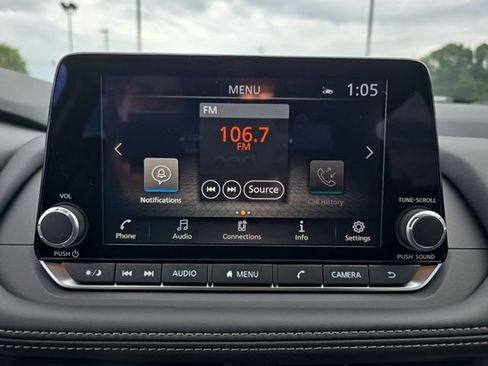 MENU
1:05
FM
106.7
FM
Notifications
Source
Call History
VOL
TUNE·SCROLL
Phone
Audio
Connections
Info
Settings
PUSH
PUSH SOUND
AUDIO
MENU
CAMERA